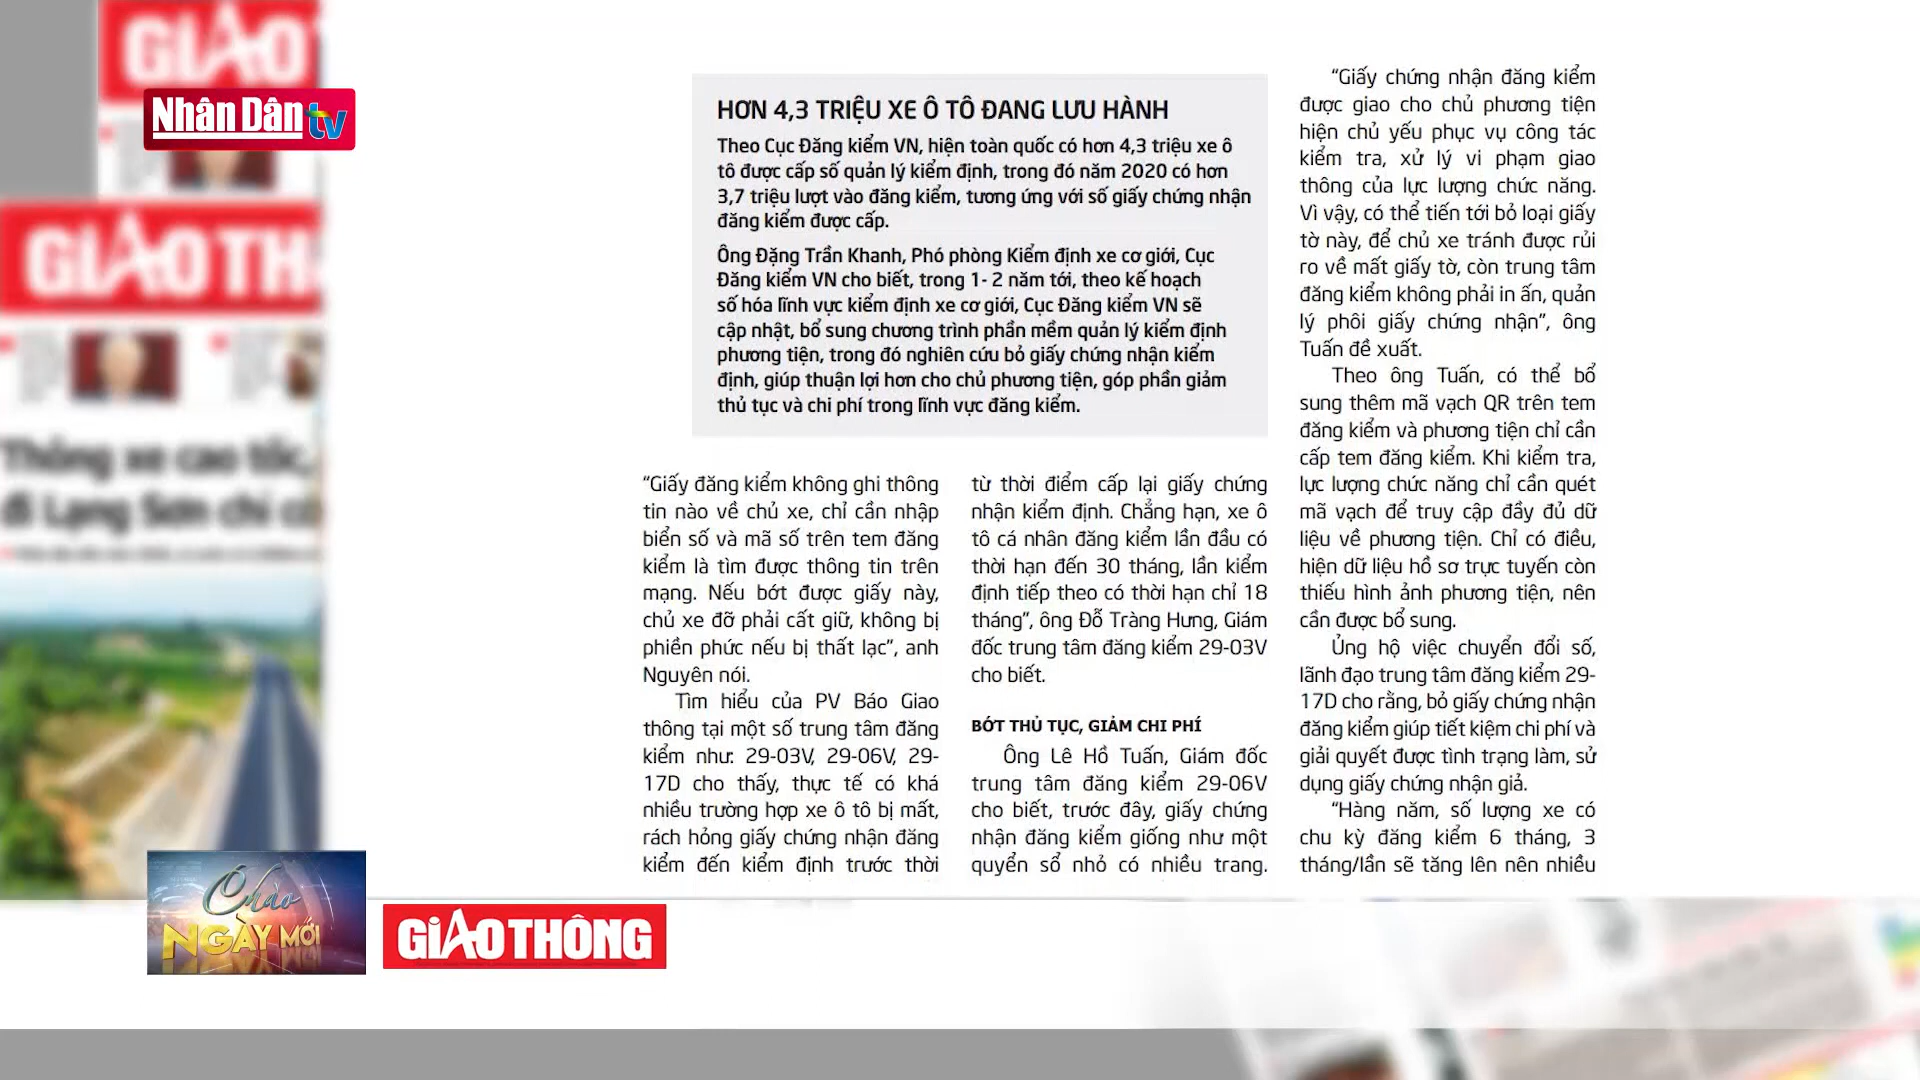 GIAO
Nhân Dân tv
GIAO TH
Thông xe cao tốc,
đi Lạng Sơn chỉ
HƠN 4,3 TRIỆU XE Ô TÔ ĐANG LƯU HÀNH
Theo Cục Đăng kiểm VN, hiện toàn quốc có hơn 4,3 triệu xe ô
tô được cấp số quản lý kiểm định, trong đó năm 2020 có hơn
3,7 triệu lượt vào đăng kiểm, tương ứng với số giấy chứng nhận
đăng kiểm được cấp.
Ông Đặng Trần Khanh, Phó phòng Kiểm định xe cơ giới, Cục
Đăng kiểm VN cho biết, trong 1- 2 năm tới, theo kế hoạch
số hóa lĩnh vực kiểm định xe cơ giới, Cục Đăng kiểm VN sẽ
cập nhật, bổ sung chương trình phần mềm quản lý kiểm định
phương tiện, trong đó nghiên cứu bỏ giấy chứng nhận kiểm
định, giúp thuận lợi hơn cho chủ phương tiện, góp phần giảm
thủ tục và chi phí trong lĩnh vực đăng kiểm.
“Giấy đăng kiểm không ghi thông
tin nào về chủ xe, chỉ cần nhập
biển số và mã số trên tem đăng
kiểm là tìm được thông tin trên
mạng. Nếu bớt được giấy này,
chủ xe đỡ phải cất giữ, không bị
phiền phức nếu bị thất lạc”, anh
Nguyên nói.
Tìm hiểu của PV Báo Giao
thông tại một số trung tâm đăng
kiểm như: 29-03V, 29-06V, 29-
17D cho thấy, thực tế có khá
nhiều trường hợp xe ô tô bị mất,
rách hỏng giấy chứng nhận đăng
kiểm đến kiểm định trước thời
từ thời điểm cấp lại giấy chứng
nhận kiểm định. Chẳng hạn, xe ô
tô cá nhân đăng kiểm lần đầu có
thời hạn đến 30 tháng, lần kiểm
định tiếp theo có thời hạn chỉ 18
tháng”, ông Đỗ Tràng Hưng, Giám
đốc trung tâm đăng kiểm 29-03V
cho biết.
BỚT THỦ TỤC, GIẢM CHI PHÍ
Ông Lê Hồ Tuấn, Giám đốc
trung tâm đăng kiểm 29-06V
cho biết, trước đây, giấy chứng
nhận đăng kiểm giống như một
quyển sổ nhỏ có nhiều trang.
“Giấy chứng nhận đăng kiểm
được giao cho chủ phương tiện
hiện chủ yếu phục vụ công tác
kiểm tra, xử lý vi phạm giao
thông của lực lượng chức năng.
Vì vậy, có thể tiến tới bỏ loại giấy
tờ này, để chủ xe tránh được rủi
ro về mất giấy tờ, còn trung tâm
đăng kiểm không phải in ấn, quản
lý phôi giấy chứng nhận”, ông
Tuấn đề xuất.
Theo ông Tuấn, có thể bổ
sung thêm mã vạch QR trên tem
đăng kiểm và phương tiện chỉ cần
cấp tem đăng kiểm. Khi kiểm tra,
lực lượng chức năng chỉ cần quét
mã vạch để truy cập đầy đủ dữ
liệu về phương tiện. Chỉ có điều,
hiện dữ liệu hồ sơ trực tuyến còn
thiếu hình ảnh phương tiện, nên
cần được bổ sung.
Ủng hộ việc chuyển đổi số,
lãnh đạo trung tâm đăng kiểm 29-
17D cho rằng, bỏ giấy chứng nhận
đăng kiểm giúp tiết kiệm chi phí và
giải quyết được tình trạng làm, sử
dụng giấy chứng nhận giả.
“Hàng năm, số lượng xe có
chu kỳ đăng kiểm 6 tháng, 3
tháng/lần sẽ tăng lên nên nhiều
Chào
NGÀY MỚI
GIAO THÔNG